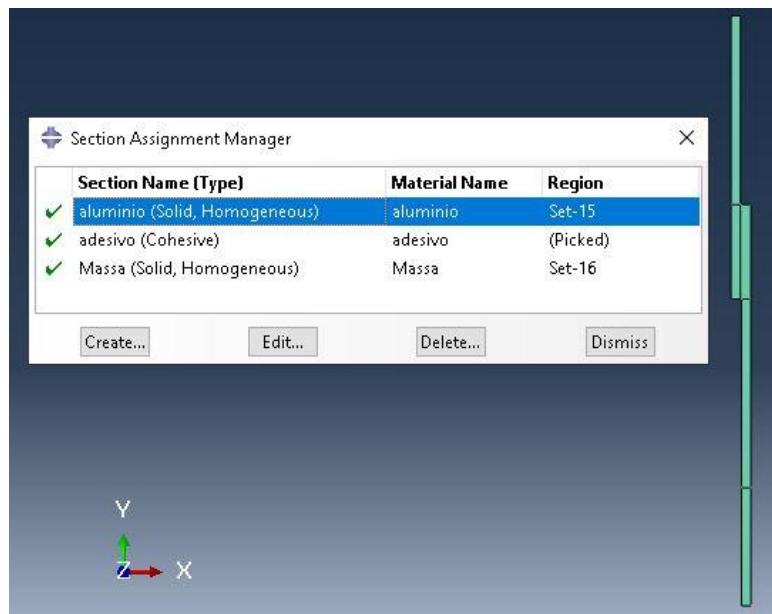 Section Assignment Manager
Section Name (Type) Material Name Region
aluminio (Solid, Homogeneous) aluminio Set-15
adesivo (Cohesive) adesivo (Picked)
Massa (Solid, Homogeneous) Massa Set-16
Create... Edit... Delete... Dismiss
Y
Z X